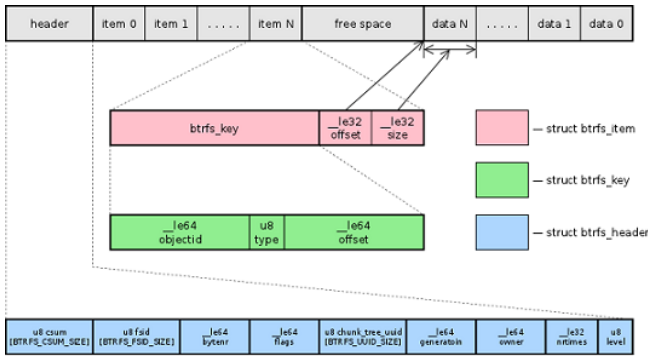 header item 0 item 1 . . . . . item N free space data N . . . . . data 1 data 0
btrfs_key __le32 offset __le32 size
— struct btrfs_item
— struct btrfs_key
__le64 objectid u8 type __le64 offset
— struct btrfs_header
u8 csum [BTRFS_CSUM_SIZE] u8 fsid [BTRFS_FSID_SIZE] __le64 bytenr __le64 flags u8 chunk_tree_uuid [BTRFS_UUID_SIZE] __le64 generatoin __le64 owner __le32 nrtimes u8 level